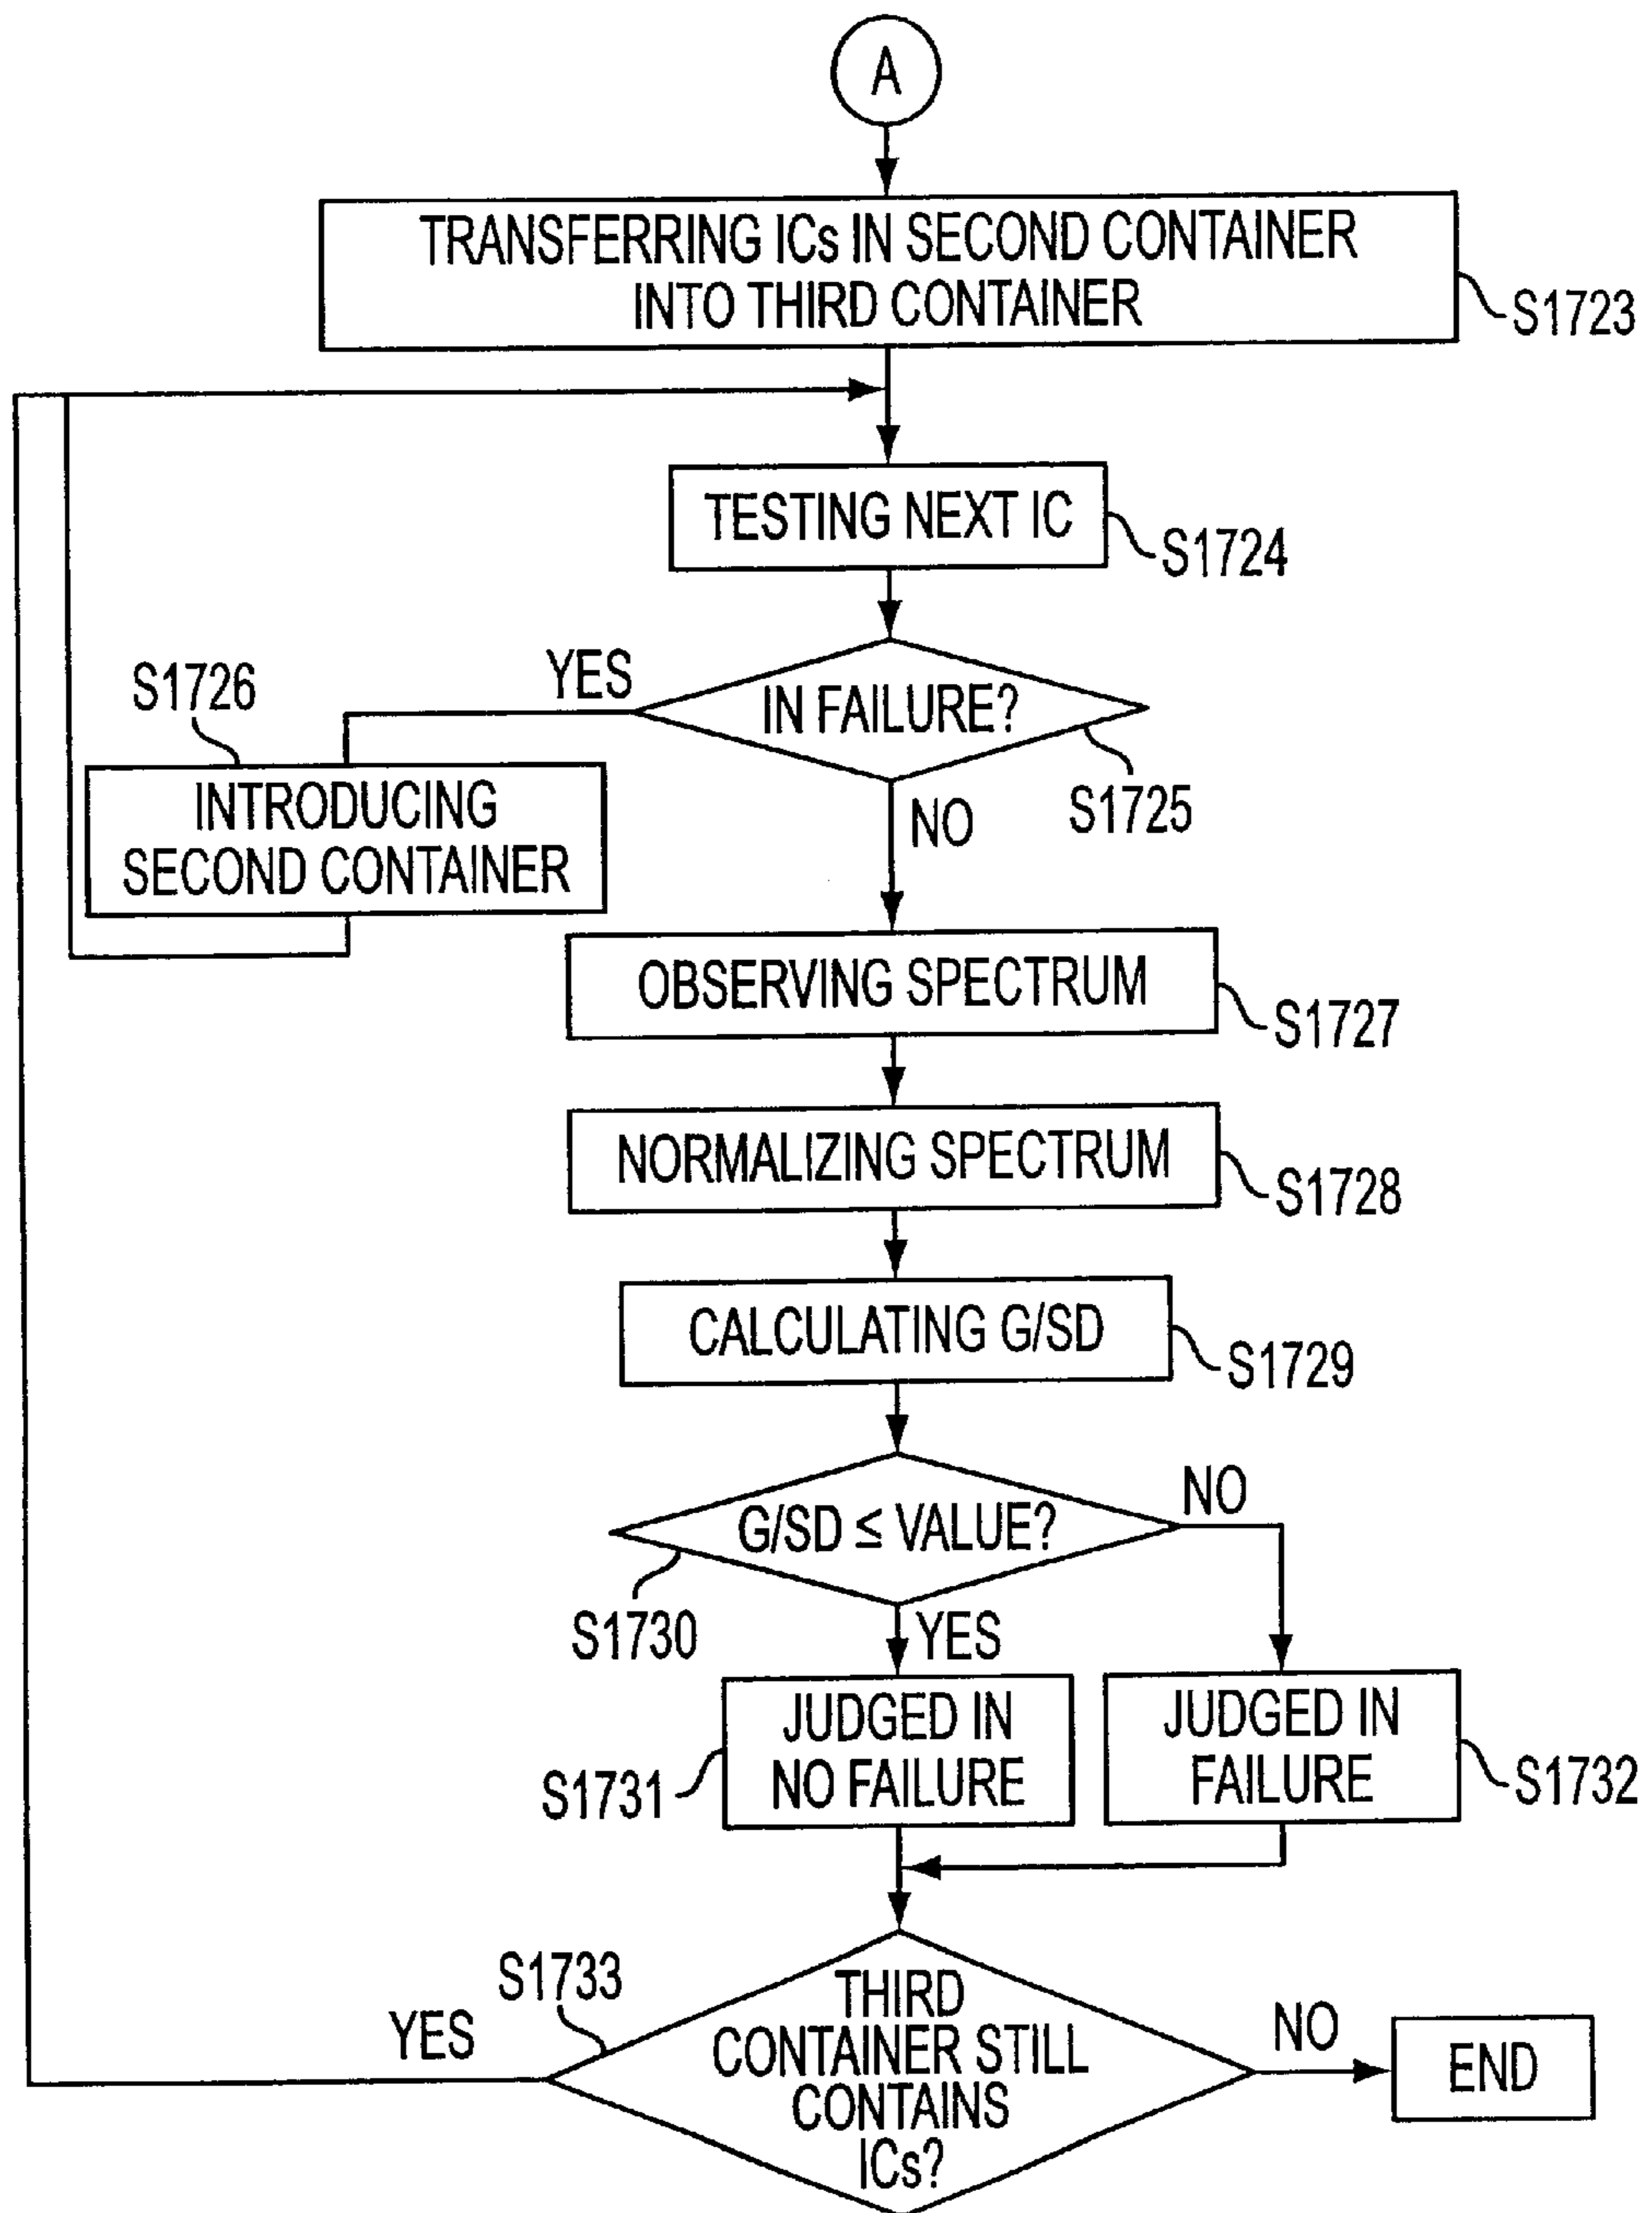 A
TRANSFERRING ICs IN SECOND CONTAINER
INTO THIRD CONTAINER
S1723
TESTING NEXT IC
S1724
IN FAILURE?
YES
S1725
NO
S1726
INTRODUCING
SECOND CONTAINER
OBSERVING SPECTRUM
S1727
NORMALIZING SPECTRUM
S1728
CALCULATING G/SD
S1729
G/SD ≤ VALUE?
NO
S1730
YES
JUDGED IN
NO FAILURE
S1731
JUDGED IN
FAILURE
S1732
S1733
THIRD
CONTAINER STILL
CONTAINS
ICs?
YES
NO
END